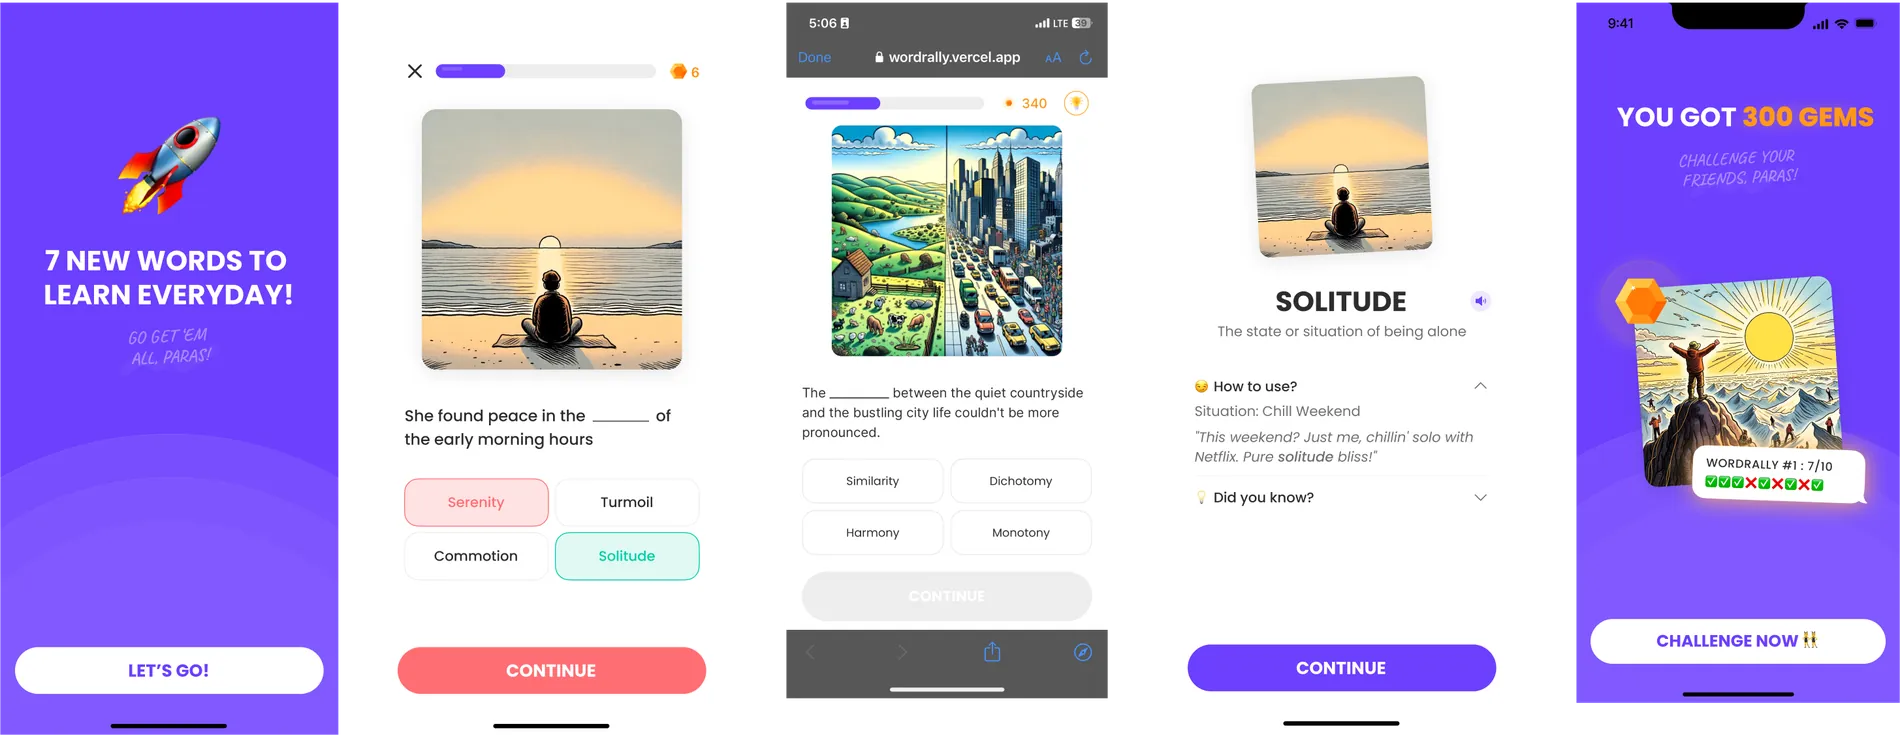 7 NEW WORDS TO
LEARN EVERYDAY!
GO GET 'EM
ALL, PARAS!
LET'S GO!
6
She found peace in the ______ of
the early morning hours
Serenity
Turmoil
Commotion
Solitude
CONTINUE
5:06
LTE 39
Done
wordrally.vercel.app
AA
340
The ________ between the quiet countryside
and the bustling city life couldn't be more
pronounced.
Similarity
Dichotomy
Harmony
Monotony
CONTINUE
SOLITUDE
The state or situation of being alone
😏 How to use?
Situation: Chill Weekend
"This weekend? Just me, chillin' solo with
Netflix. Pure solitude bliss!"
💡 Did you know?
CONTINUE
9:41
YOU GOT 300 GEMS
CHALLENGE YOUR
FRIENDS, PARAS!
WORDRALLY #1 : 7/10
✅✅✅❌✅❌✅❌✅
CHALLENGE NOW 👯